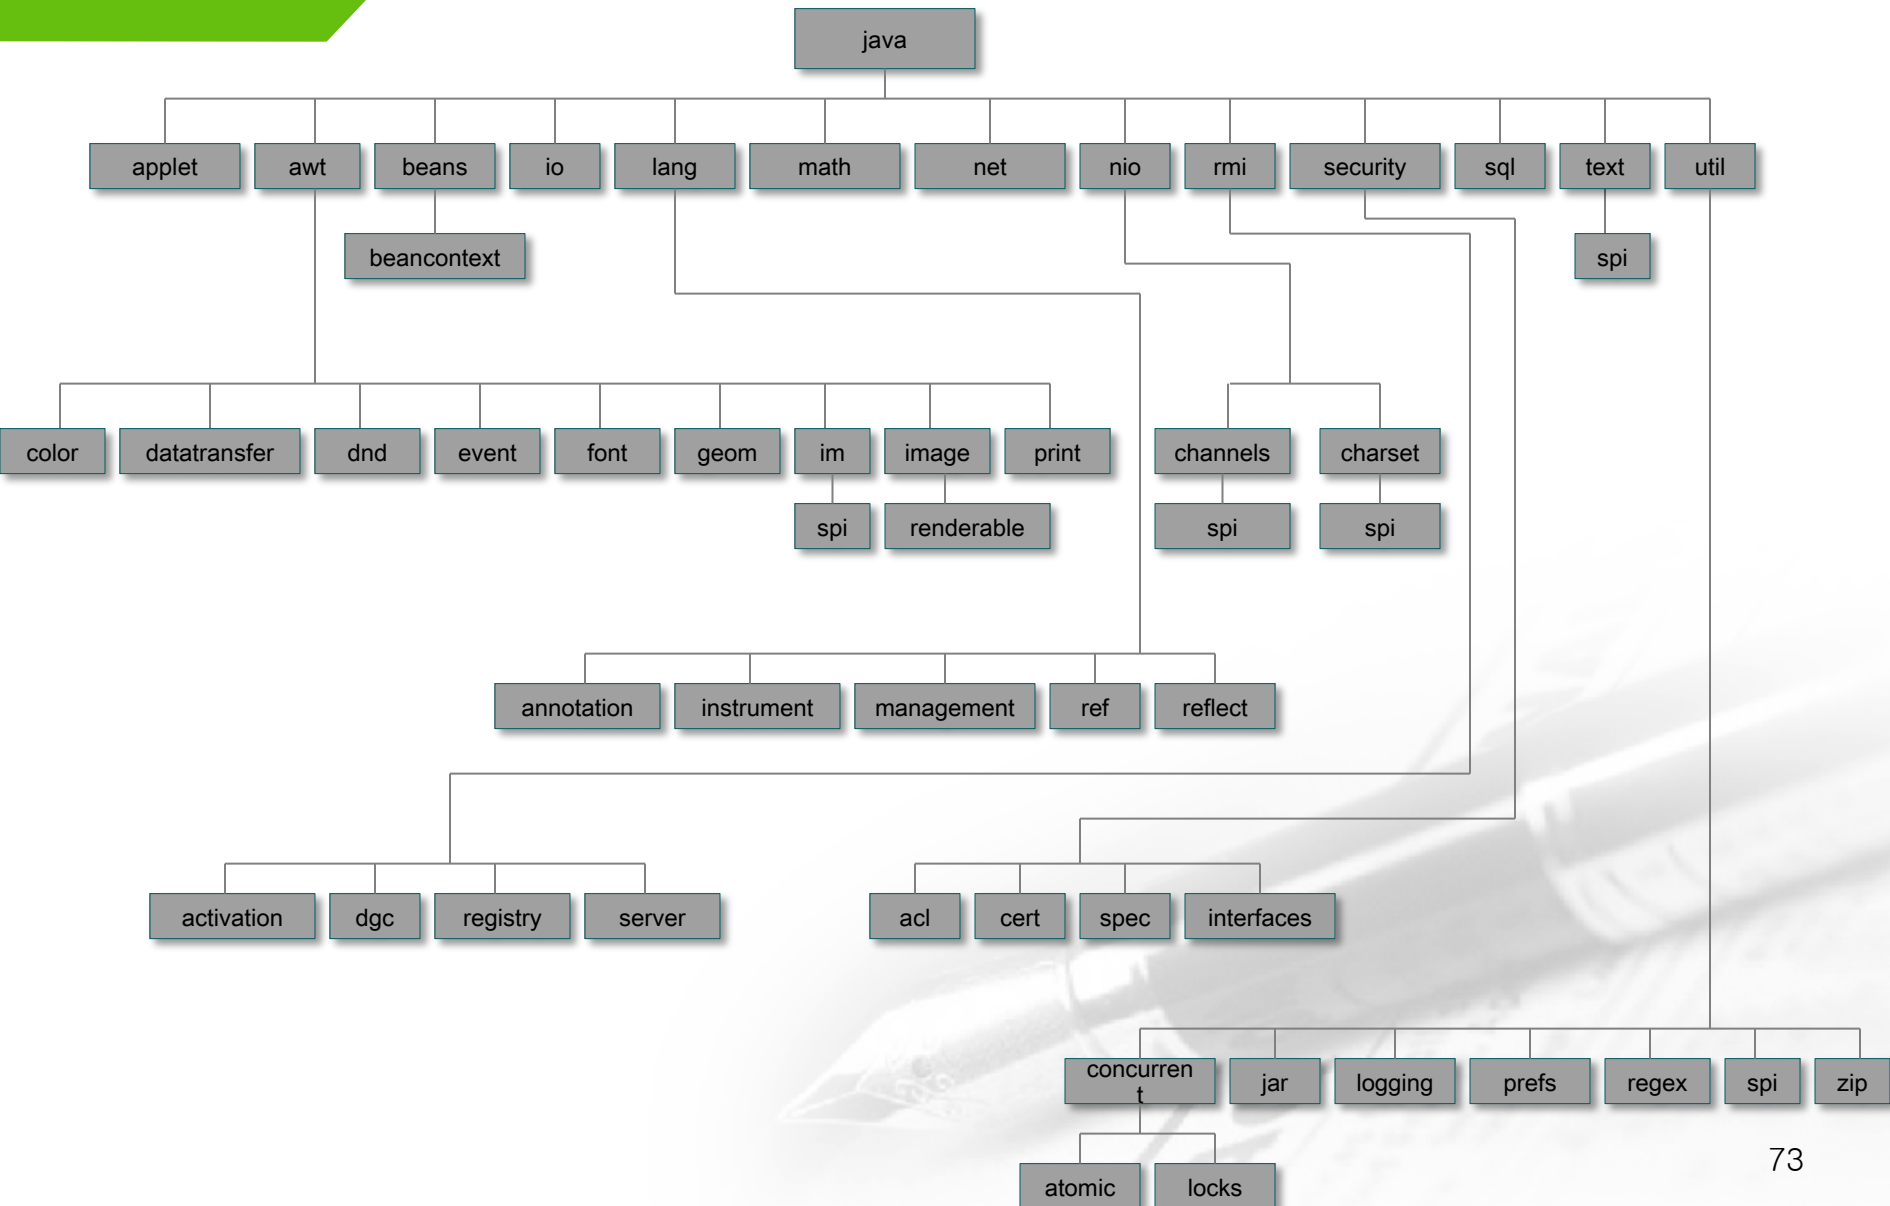 java
applet
awt
beans
io
lang
math
net
nio
rmi
security
sql
text
util
beancontext
spi
color
datatransfer
dnd
event
font
geom
im
image
print
channels
charset
spi
renderable
spi
spi
annotation
instrument
management
ref
reflect
activation
dgc
registry
server
acl
cert
spec
interfaces
concurren
t
jar
logging
prefs
regex
spi
zip
atomic
locks
73